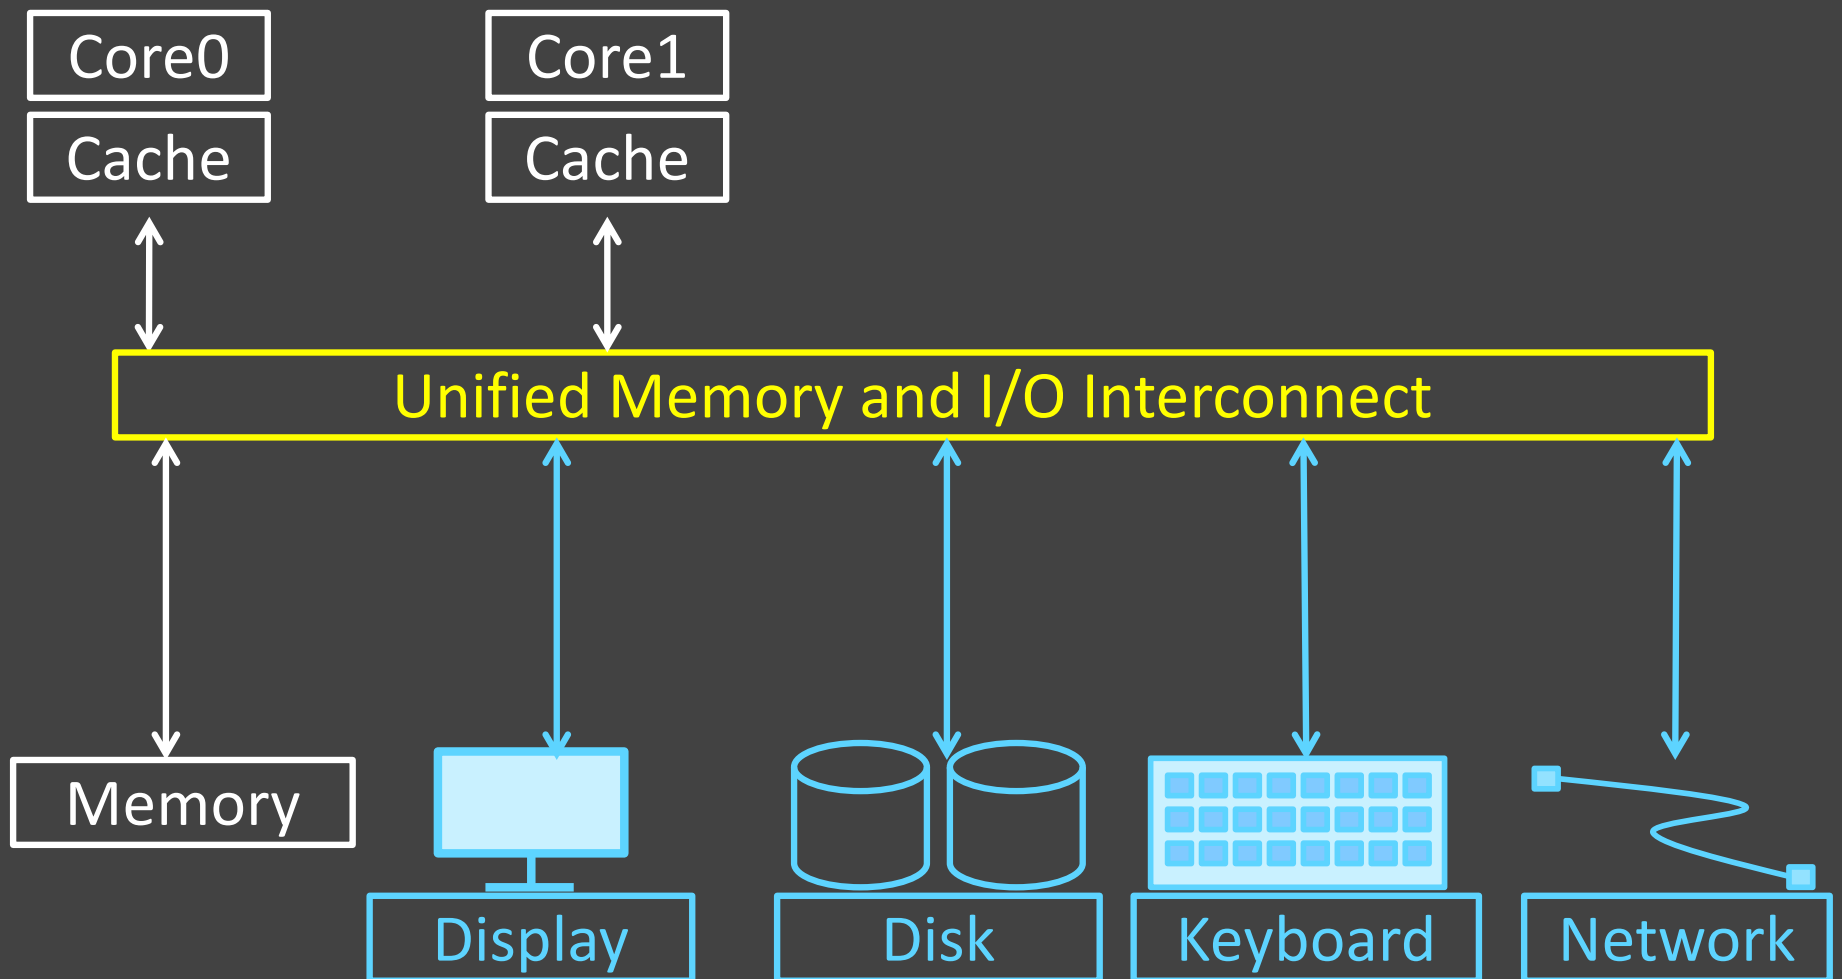 Core0
Core1
Cache
Cache
Unified Memory and I/O Interconnect
Memory
Display
Disk
Keyboard
Network